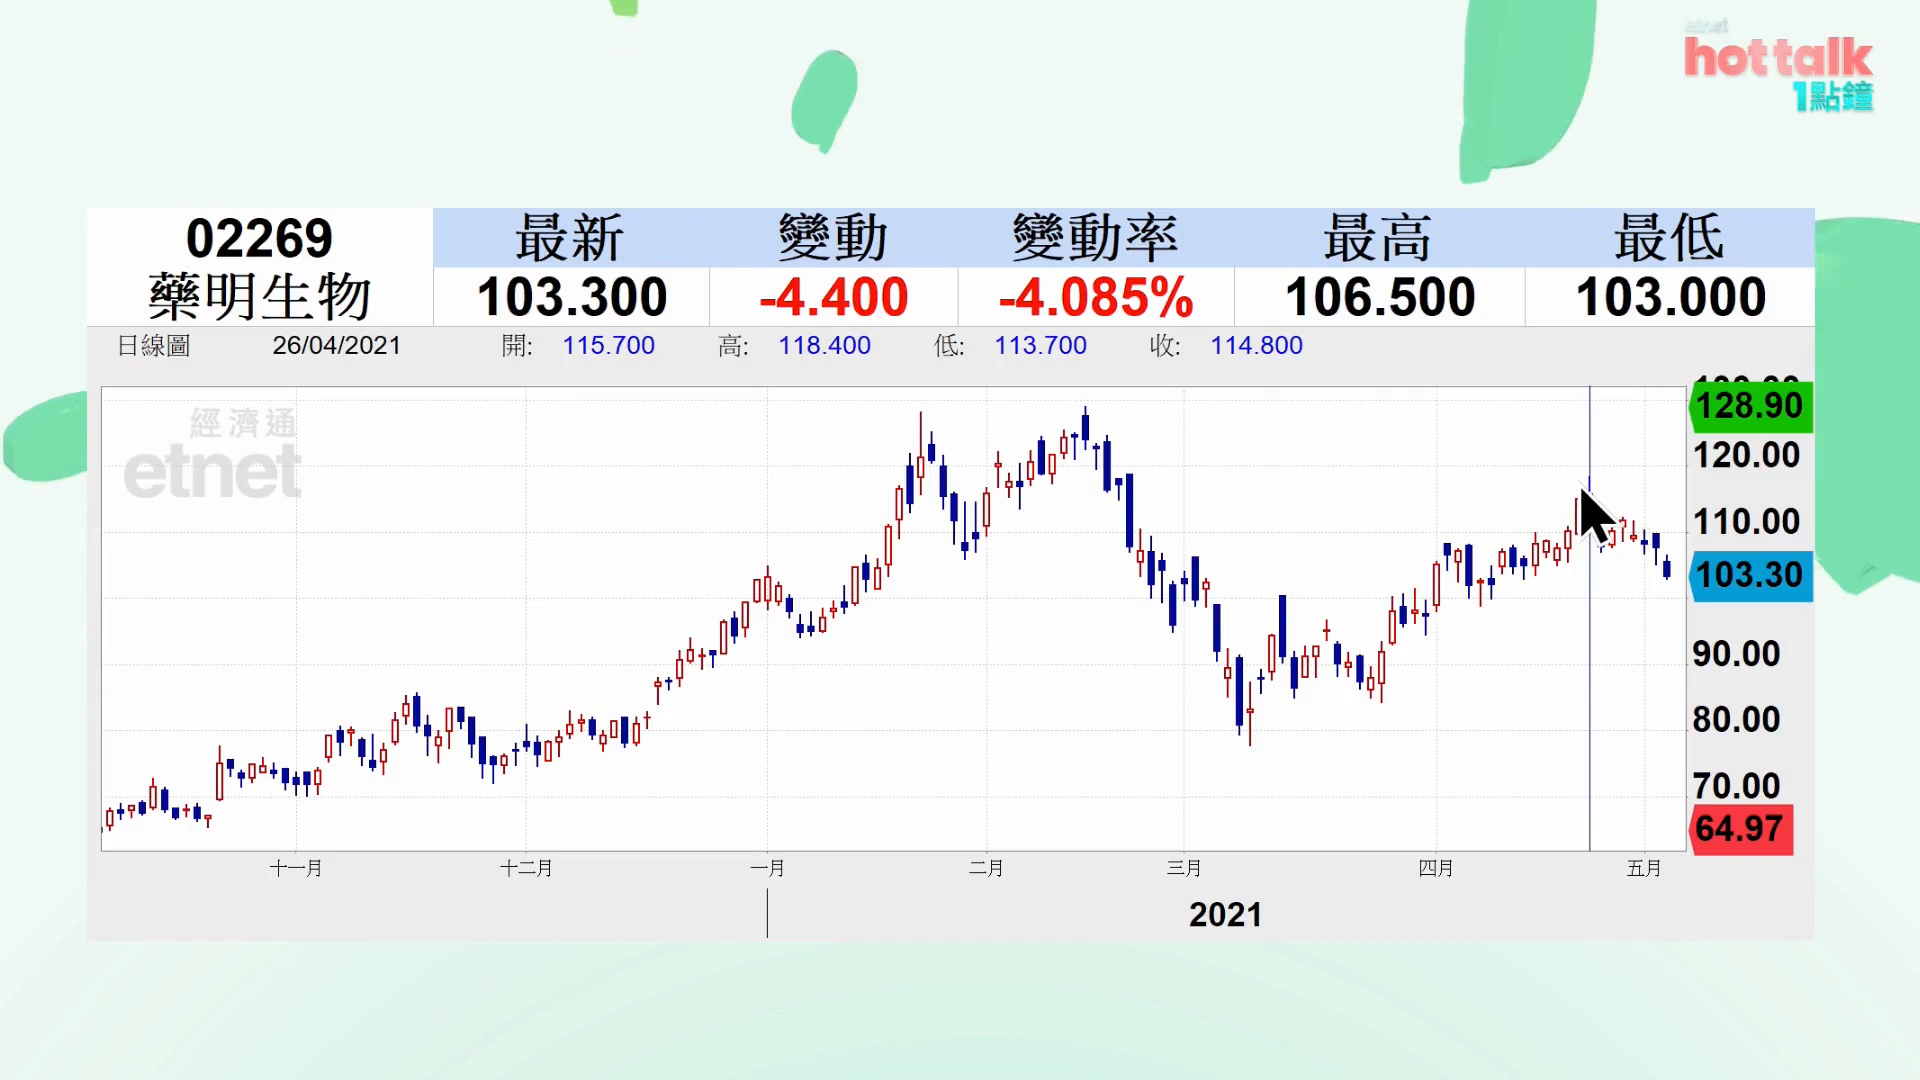 etnet
hot talk
1點鐘
02269 最新 變動 變動率 最高 最低
藥明生物 103.300 -4.400 -4.085% 106.500 103.000
日線圖 26/04/2021 開: 115.700 高: 118.400 低: 113.700 收: 114.800
經濟通
etnet
128.90
120.00
110.00
103.30
90.00
80.00
70.00
64.97
十一月 十二月 一月 二月 三月 四月 五月
2021